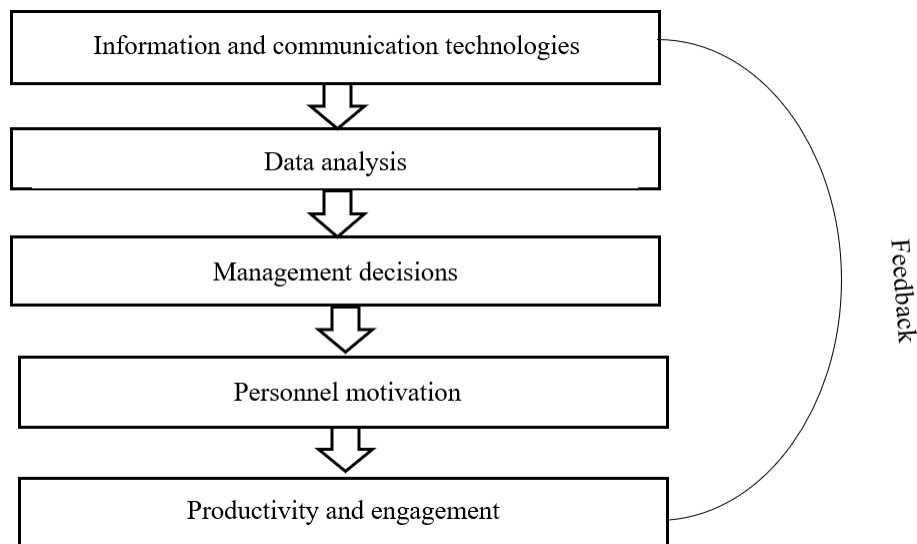 Information and communication technologies
Data analysis
Management decisions
Personnel motivation
Productivity and engagement
Feedback